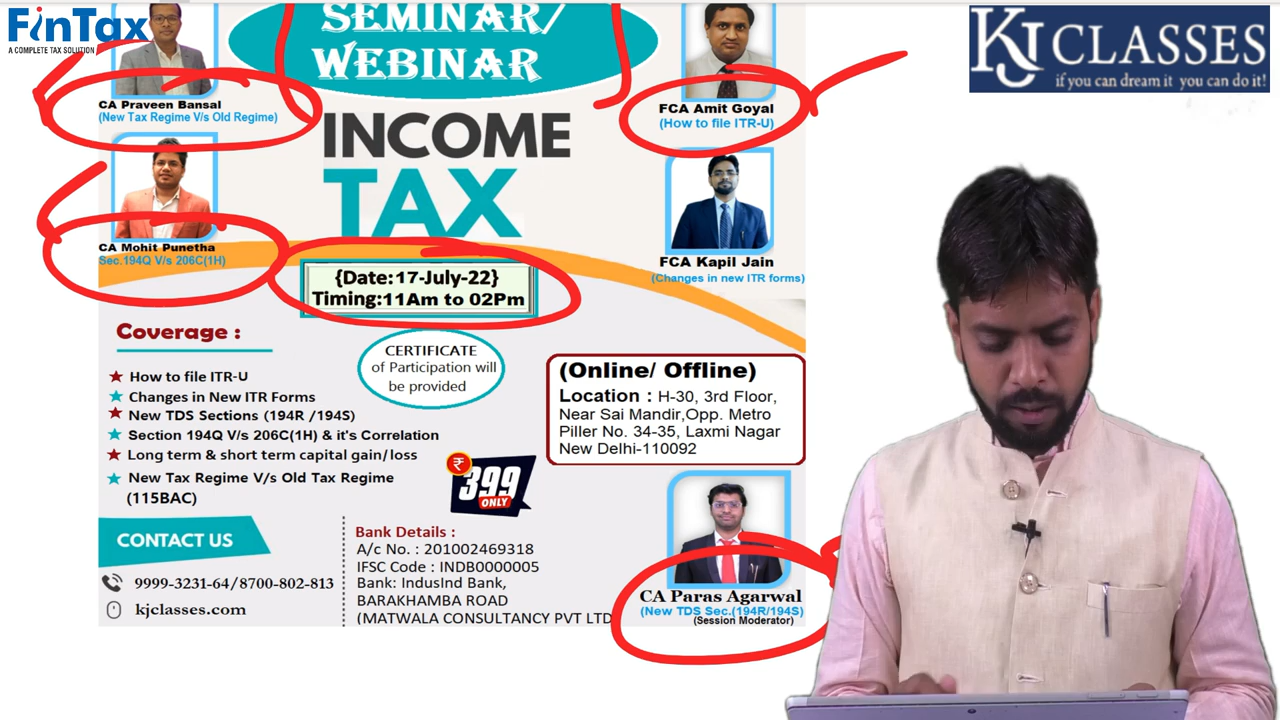 FinTax
A COMPLETE TAX SOLUTION
SEMINAR/
WEBINAR
KJ CLASSES
if you can dream it you can do it!
CA Praveen Bansal
(New Tax Regime V/s Old Regime)
FCA Amit Goyal
(How to file ITR-U)
INCOME
TAX
CA Mohit Punetha
Sec.194Q V/s 206C(1H)
FCA Kapil Jain
(Changes in new ITR forms)
{Date:17-July-22}
Timing:11Am to 02Pm
Coverage :
How to file ITR-U
Changes in New ITR Forms
New TDS Sections (194R /194S)
Section 194Q V/s 206C(1H) & it's Correlation
Long term & short term capital gain/loss
New Tax Regime V/s Old Tax Regime
(115BAC)
CERTIFICATE
of Participation will
be provided
(Online/ Offline)
Location : H-30, 3rd Floor,
Near Sai Mandir,Opp. Metro
Piller No. 34-35, Laxmi Nagar
New Delhi-110092
₹
399
ONLY
CONTACT US
9999-3231-64/8700-802-813
kjclasses.com
Bank Details :
A/c No. : 201002469318
IFSC Code : INDB0000005
Bank: IndusInd Bank,
BARAKHAMBA ROAD
(MATWALA CONSULTANCY PVT LTD
CA Paras Agarwal
(New TDS Sec.(194R/194S)
(Session Moderator)